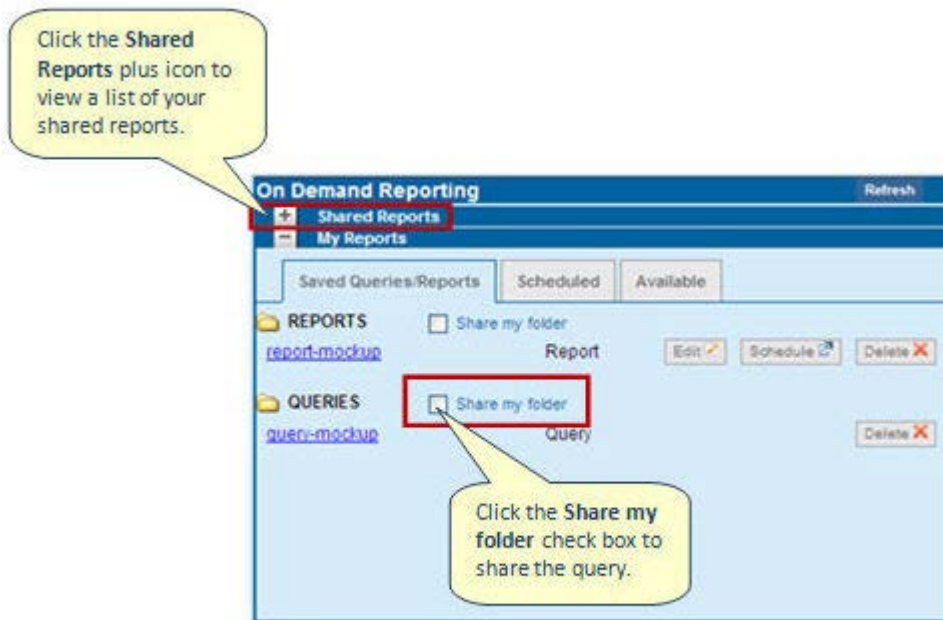 Click the Shared
Reports plus icon to
view a list of your
shared reports.
On Demand Reporting Refresh
Shared Reports
My Reports
Saved Queries/Reports Scheduled Available
REPORTS Share my folder
report-mockup Report Edit Schedule Delete
QUERIES Share my folder
query-mockup Query Delete
Click the Share my
folder check box to
share the query.